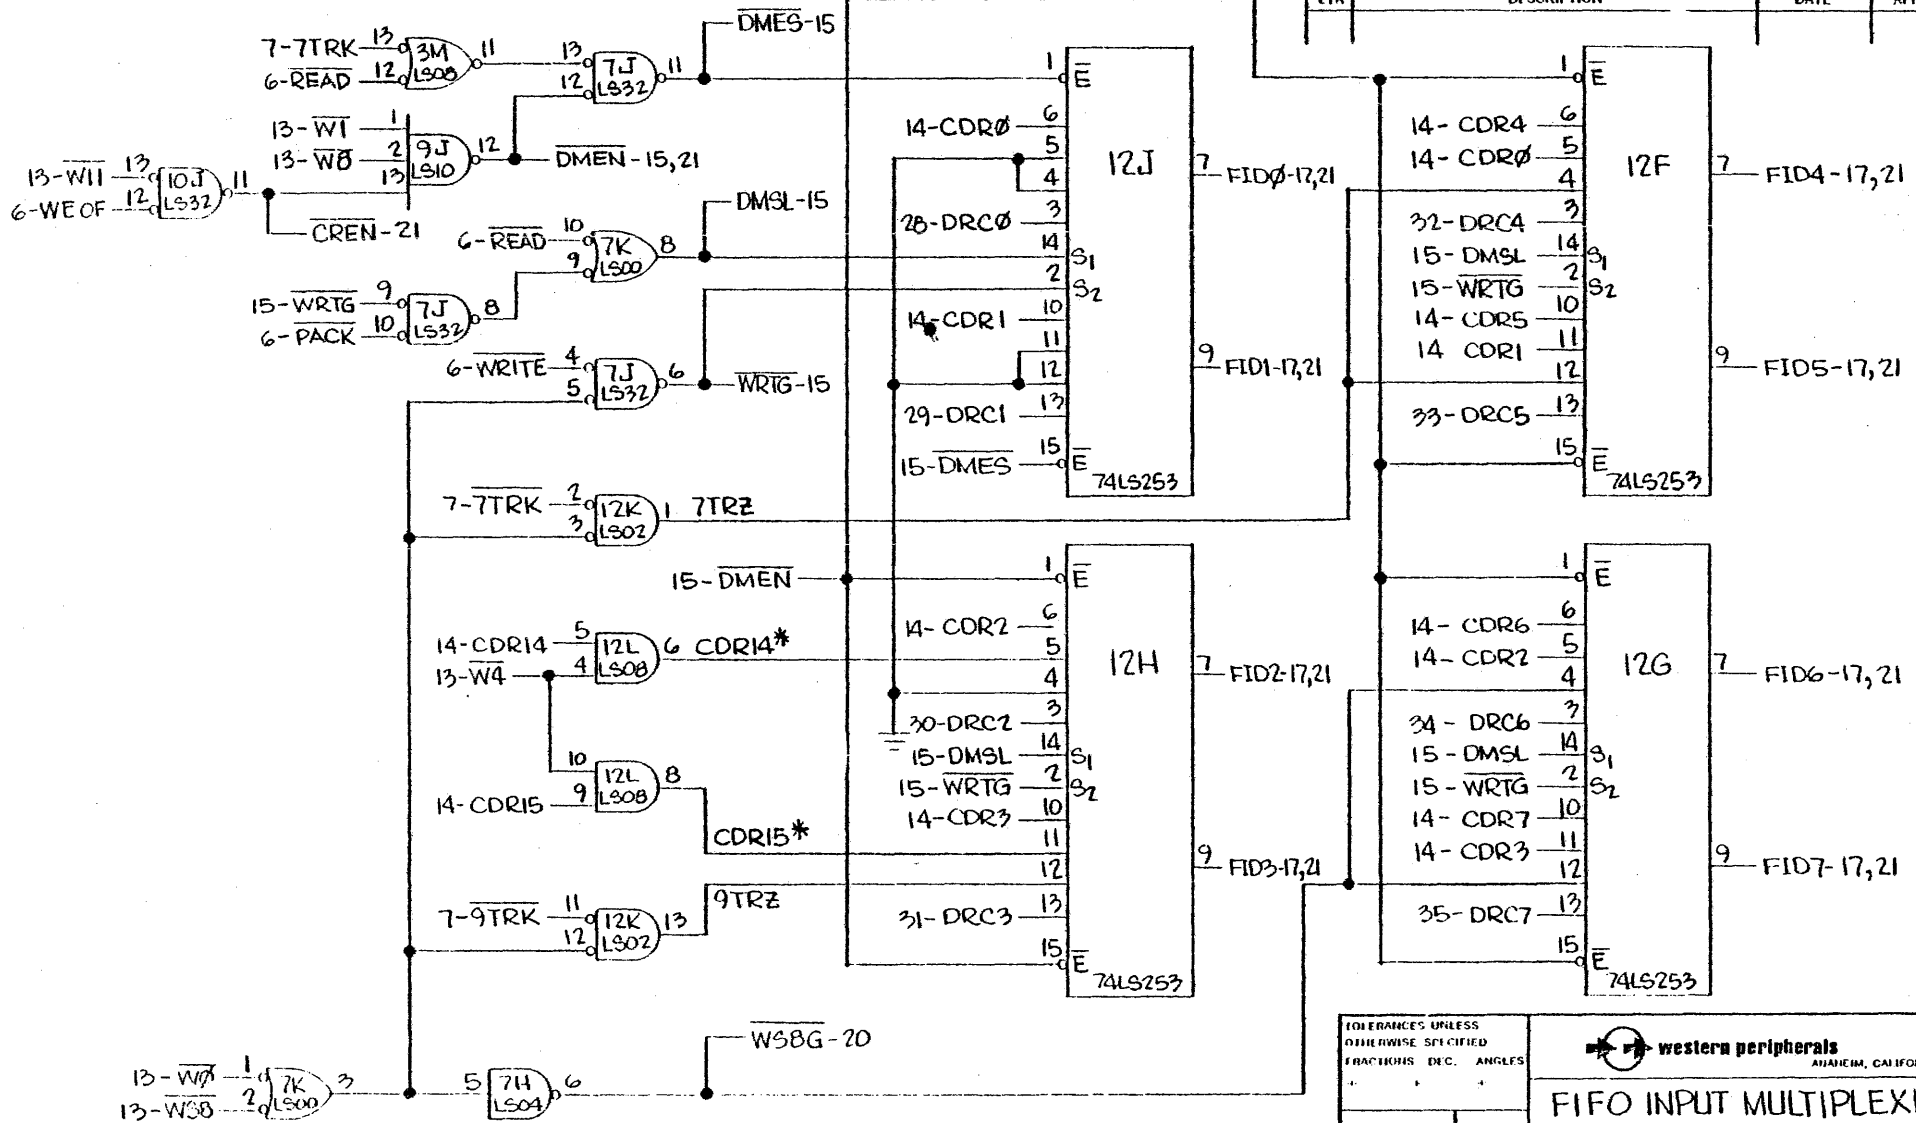 LTR DESCRIPTION DATE
7-7TRK 13
6-READ 12
3M LS08 11
13 12 7J LS32 11
DMES-15
13-W1 1
13-W8 2
13 9J LS10 12
DMEN-15,21
13-W11 13
6-WEOF 12
10J LS32 11
CREN-21
6-READ 10
9 7K LS00 8
DMSL-15
15-WRTG 9
6-PACK 10
7J LS32 8
6-WRITE 4
5 7J LS32 6
WRTG-15
7-7TRK 2
3 12K LS02 1 7TRZ
15-DMEN
14-CDR14 5
13-W4 4
12L LS08 6 CDR14*
10
14-CDR15 9
12L LS08 8
CDR15*
7-9TRK 11
12 12K LS02 13
9TRZ
13-WØ 1
13-WS8 2
7K LS00 3
5 7H LS04 6
WS8G-20
1 E
14-CDRØ 6
5
4
28-DRCØ 3
14 S1
2 S2
14-CDR1 10
11
12
29-DRC1 13
15-DMES 15 E
12J
74LS253
7 FIDØ-17,21
9 FID1-17,21
1 E
14-CDR2 6
5
4
30-DRC2 3
15-DMSL 14 S1
15-WRTG 2 S2
14-CDR3 10
11
12
31-DRC3 13
15 E
12H
74LS253
7 FID2-17,21
9 FID3-17,21
1 E
14-CDR4 6
14-CDRØ 5
4
32-DRC4 3
15-DMSL 14 S1
15-WRTG 2 S2
14-CDR5 10
14 CDR1 11
12
33-DRC5 13
15 E
12F
74LS253
7 FID4-17,21
9 FID5-17,21
1 E
14-CDR6 6
14-CDR2 5
4
34-DRC6 3
15-DMSL 14 S1
15-WRTG 2 S2
14-CDR7 10
14-CDR3 11
12
35-DRC7 13
15 E
12G
74LS253
7 FID6-17,21
9 FID7-17,21
TOLERANCES UNLESS
OTHERWISE SPECIFIED
FRACTIONS DEC. ANGLES
+ + +
western peripherals
ANAHEIM, CALIFO
FIFO INPUT MULTIPLEX